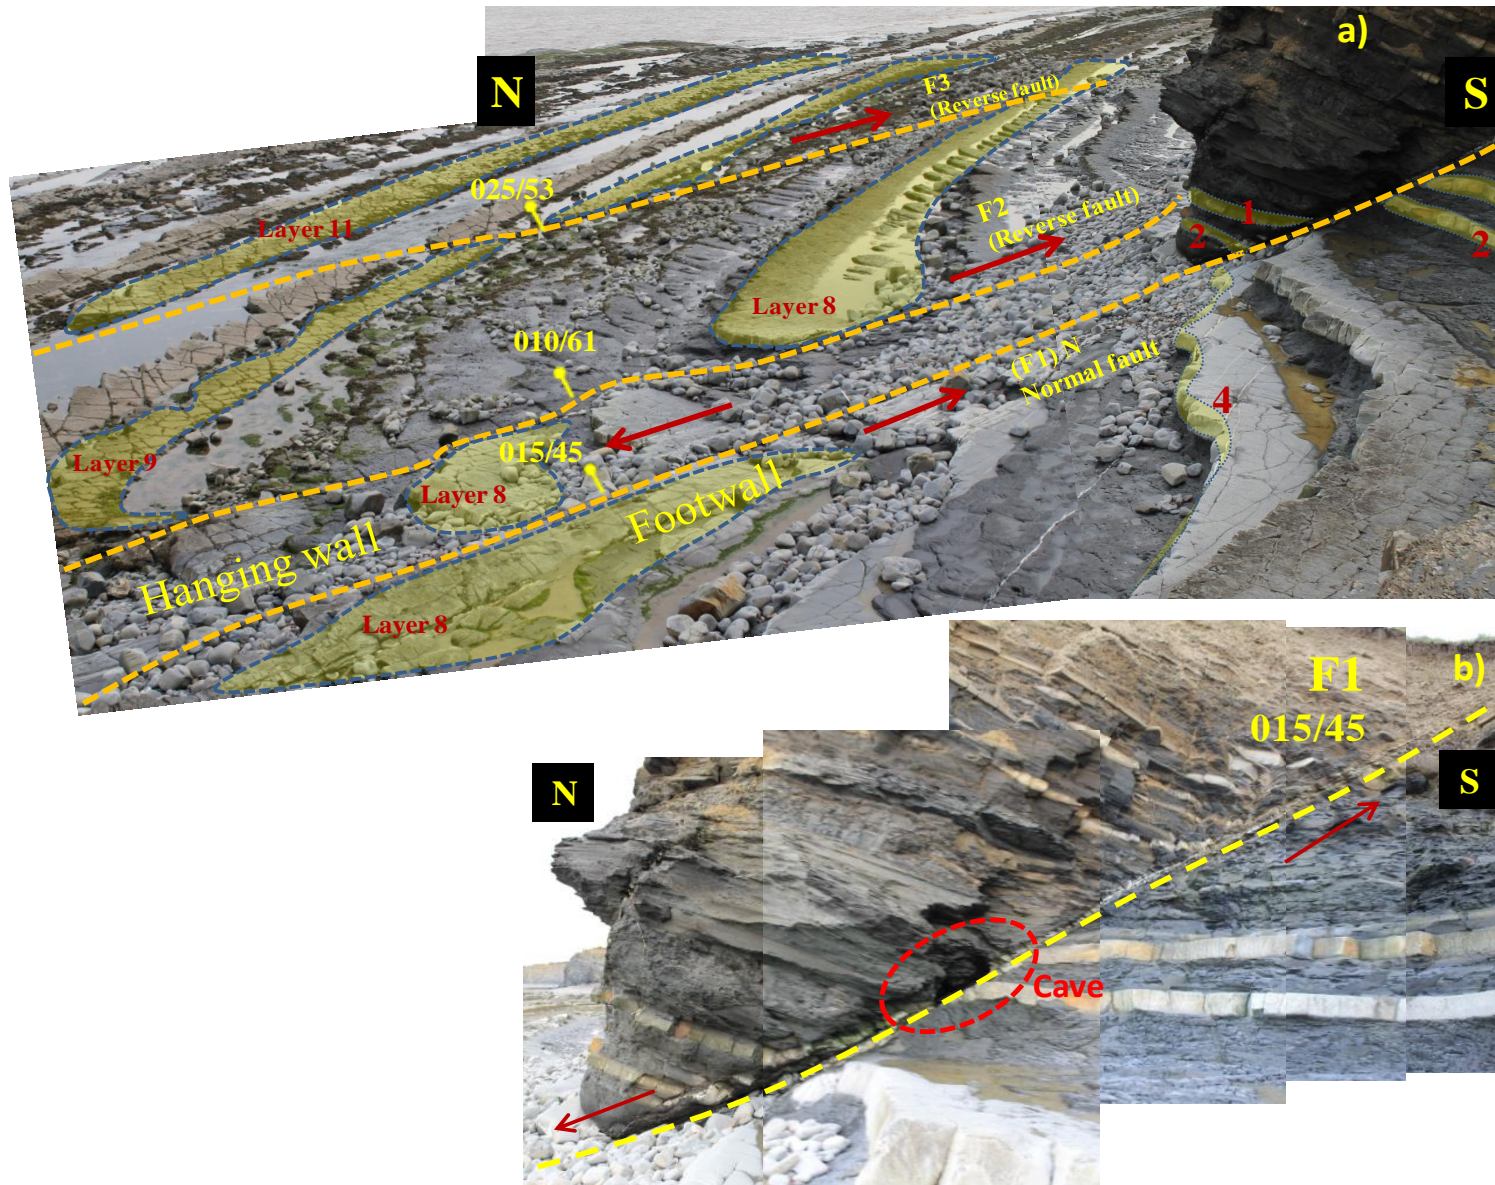 a)
N
S
F3
(Reverse fault)
025/53
Layer 11
1
2
2
F2
(Reverse fault)
Layer 8
010/61
(F1) N
Normal fault
4
Layer 9
015/45
Layer 8
Footwall
Hanging wall
Layer 8
F1
b)
015/45
N
S
Cave